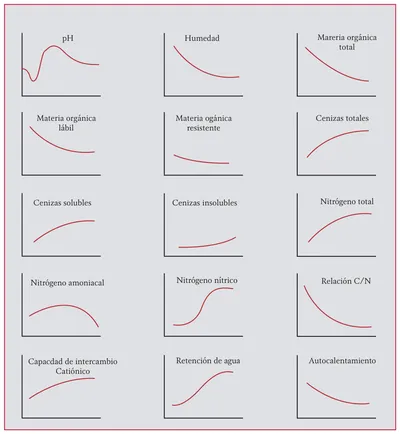 pH
Humedad
Mareria orgánica
total
Materia orgánica
lábil
Materia ogánica
resistente
Cenizas totales
Cenizas solubles
Cenizas insolubles
Nitrógeno total
Nitrógeno amoniacal
Nitrógeno nítrico
Relación C/N
Capacdad de intercambio
Catiónico
Retención de agua
Autocalentamiento